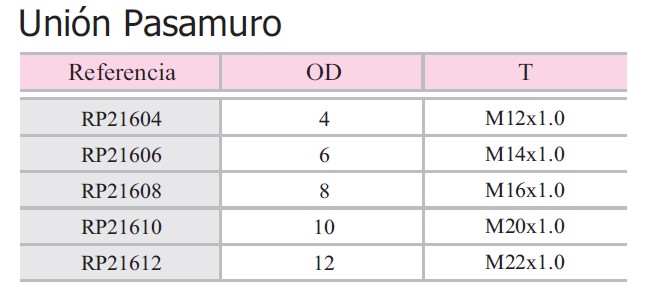 Unión Pasamuro
Referencia OD T
RP21604 4 M12x1.0
RP21606 6 M14x1.0
RP21608 8 M16x1.0
RP21610 10 M20x1.0
RP21612 12 M22x1.0